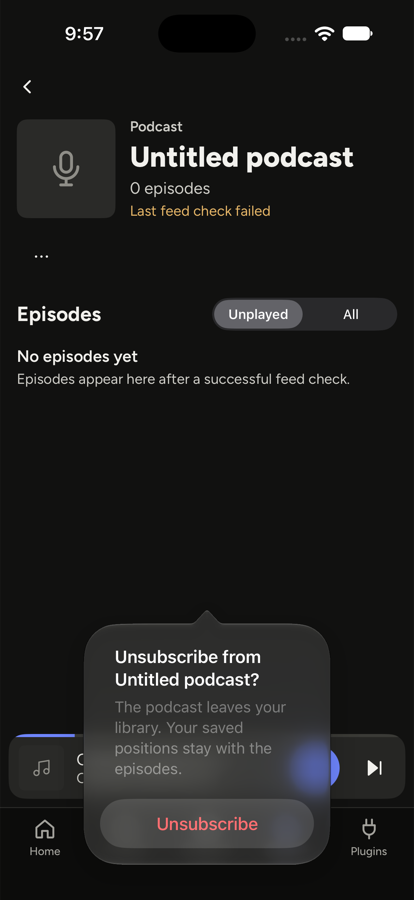 9:57
Podcast
Untitled podcast
0 episodes
Last feed check failed
...
Episodes
Unplayed
All
No episodes yet
Episodes appear here after a successful feed check.
Unsubscribe from
Untitled podcast?
The podcast leaves your
library. Your saved
positions stay with the
episodes.
Unsubscribe
Home
Plugins